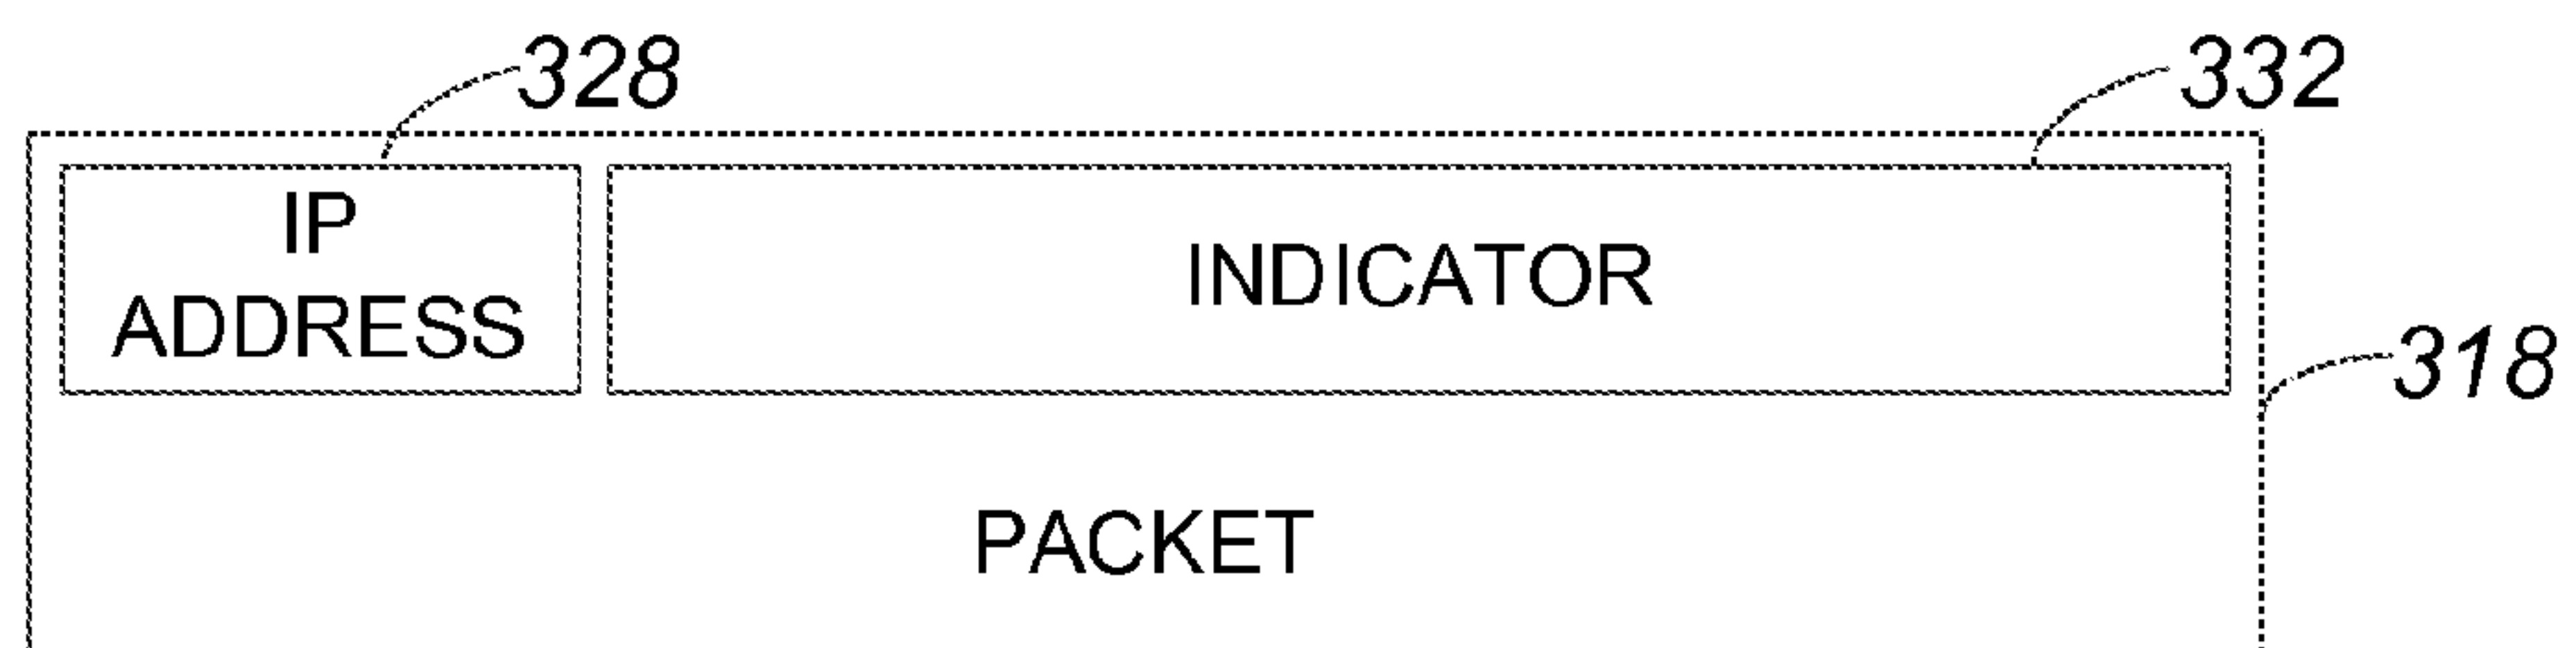 328
332
IP
ADDRESS
INDICATOR
318
PACKET